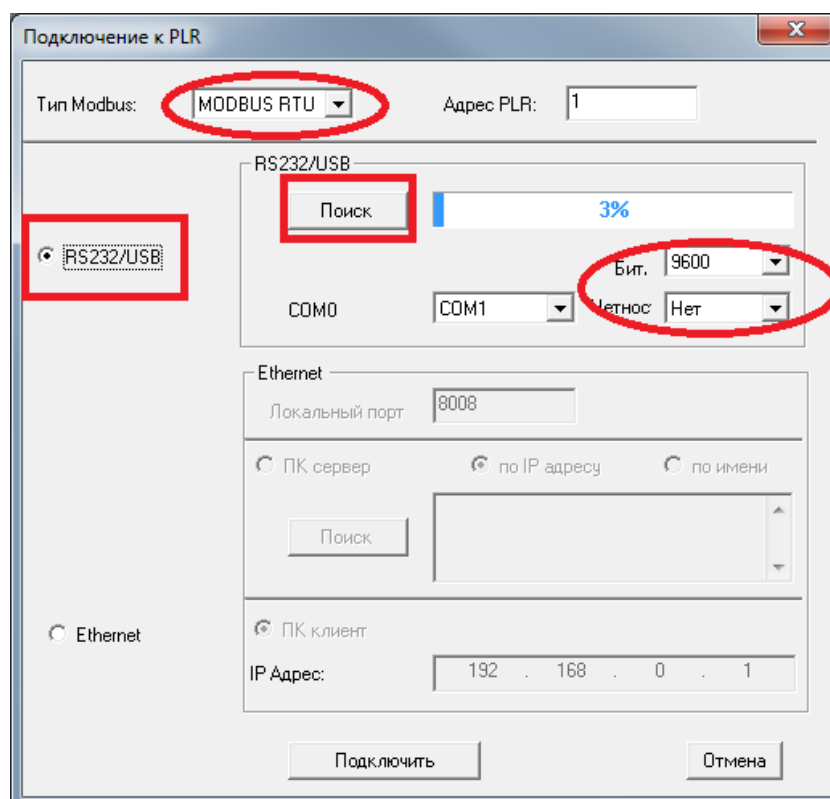 Подключение к PLR
Тип Modbus: MODBUS RTU Адрес PLR: 1
RS232/USB
Поиск 3%
RS232/USB
Бит. 9600
COM0 COM1 Четнос Нет
Ethernet
Локальный порт 8008
ПК сервер по IP адресу по имени
Поиск
Ethernet
ПК клиент
IP Адрес: 192 . 168 . 0 . 1
Подключить Отмена